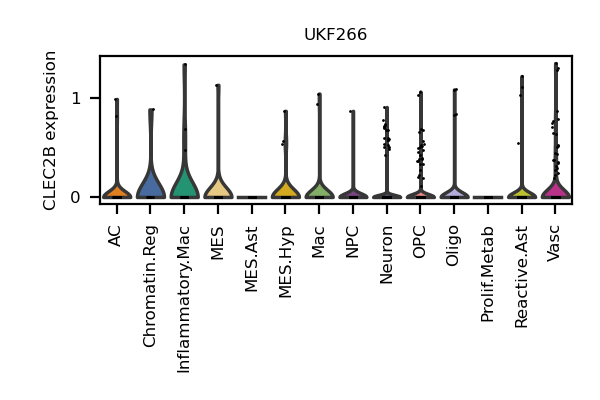 UKF266
CLEC2B expression
1
0
AC
Chromatin.Reg
Inflammatory.Mac
MES
MES.Ast
MES.Hyp
Mac
NPC
Neuron
OPC
Oligo
Prolif.Metab
Reactive.Ast
Vasc